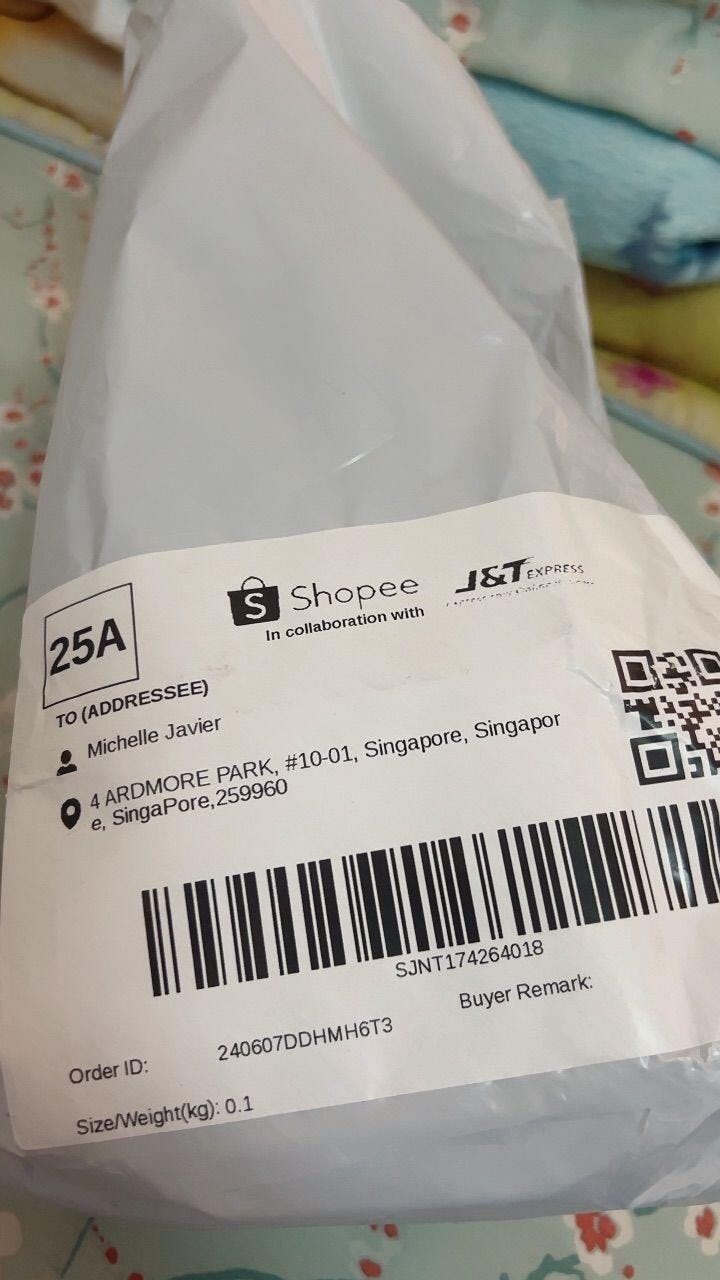 25A
S Shopee
In collaboration with
J&T EXPRESS
TO (ADDRESSEE)
Michelle Javier
4 ARDMORE PARK, #10-01, Singapore, Singapor
e, SingaPore,259960
SJNT174264018
Buyer Remark:
Order ID: 240607DDHMH6T3
Size/Weight(kg): 0.1